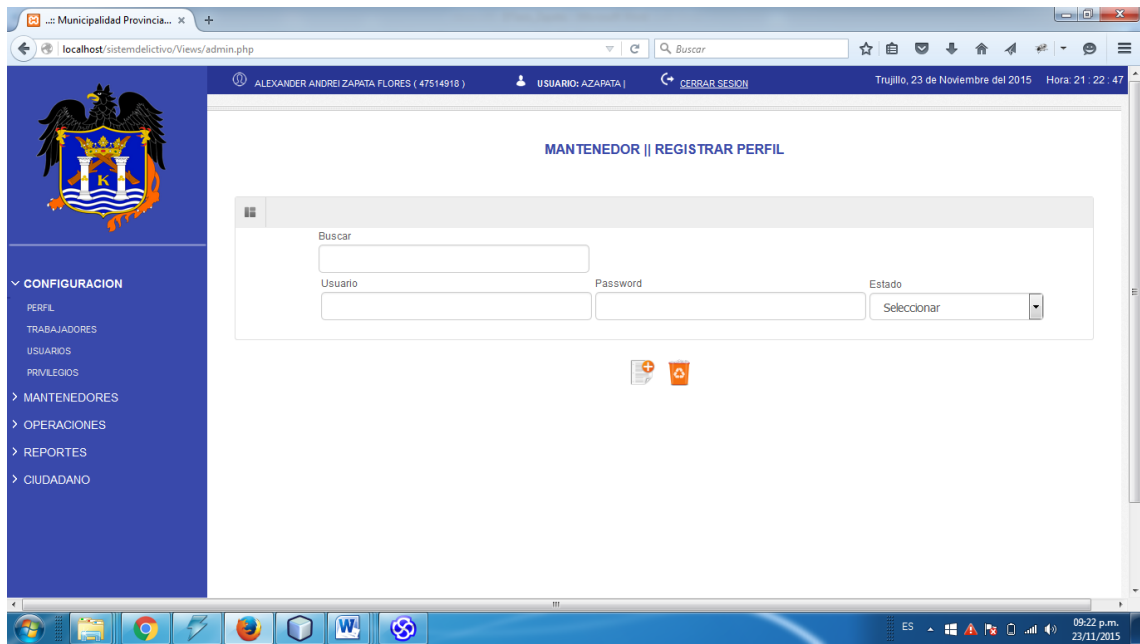 ..:: Municipalidad Provincia...
localhost/sistemdelictivo/Views/admin.php
Buscar
ALEXANDER ANDREI ZAPATA FLORES ( 47514918 )
USUARIO: AZAPATA |
CERRAR SESION
Trujillo, 23 de Noviembre del 2015 Hora: 21 : 22 : 47
K
MANTENEDOR || REGISTRAR PERFIL
Buscar
Usuario
Password
Estado
Seleccionar
CONFIGURACION
PERFIL
TRABAJADORES
USUARIOS
PRIVILEGIOS
MANTENEDORES
OPERACIONES
REPORTES
CIUDADANO
W
ES
09:22 p.m.
23/11/2015